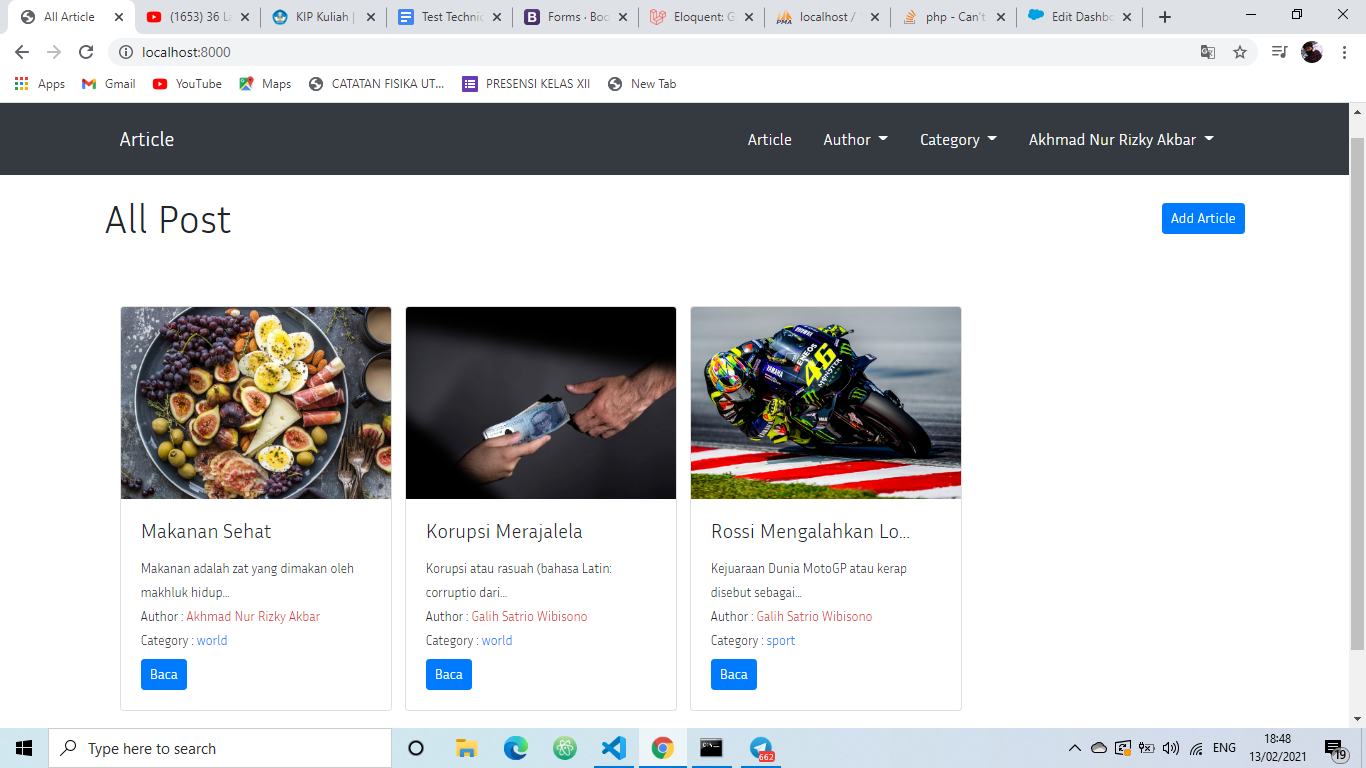 All Article
(1653) 36 La
KIP Kuliah |
Test Technic
Forms · Boo
Eloquent: G
localhost /
php - Can't
Edit Dashbo
localhost:8000
Apps
Gmail
YouTube
Maps
CATATAN FISIKA UT...
PRESENSI KELAS XII
New Tab
Article
Article
Author
Category
Akhmad Nur Rizky Akbar
All Post
Add Article
46
ENEOS
YAMAHA
Makanan Sehat
Makanan adalah zat yang dimakan oleh
makhluk hidup...
Author : Akhmad Nur Rizky Akbar
Category : world
Baca
Korupsi Merajalela
Korupsi atau rasuah (bahasa Latin:
corruptio dari...
Author : Galih Satrio Wibisono
Category : world
Baca
Rossi Mengalahkan Lo...
Kejuaraan Dunia MotoGP atau kerap
disebut sebagai...
Author : Galih Satrio Wibisono
Category : sport
Baca
Type here to search
662
ENG
18:48
13/02/2021
19